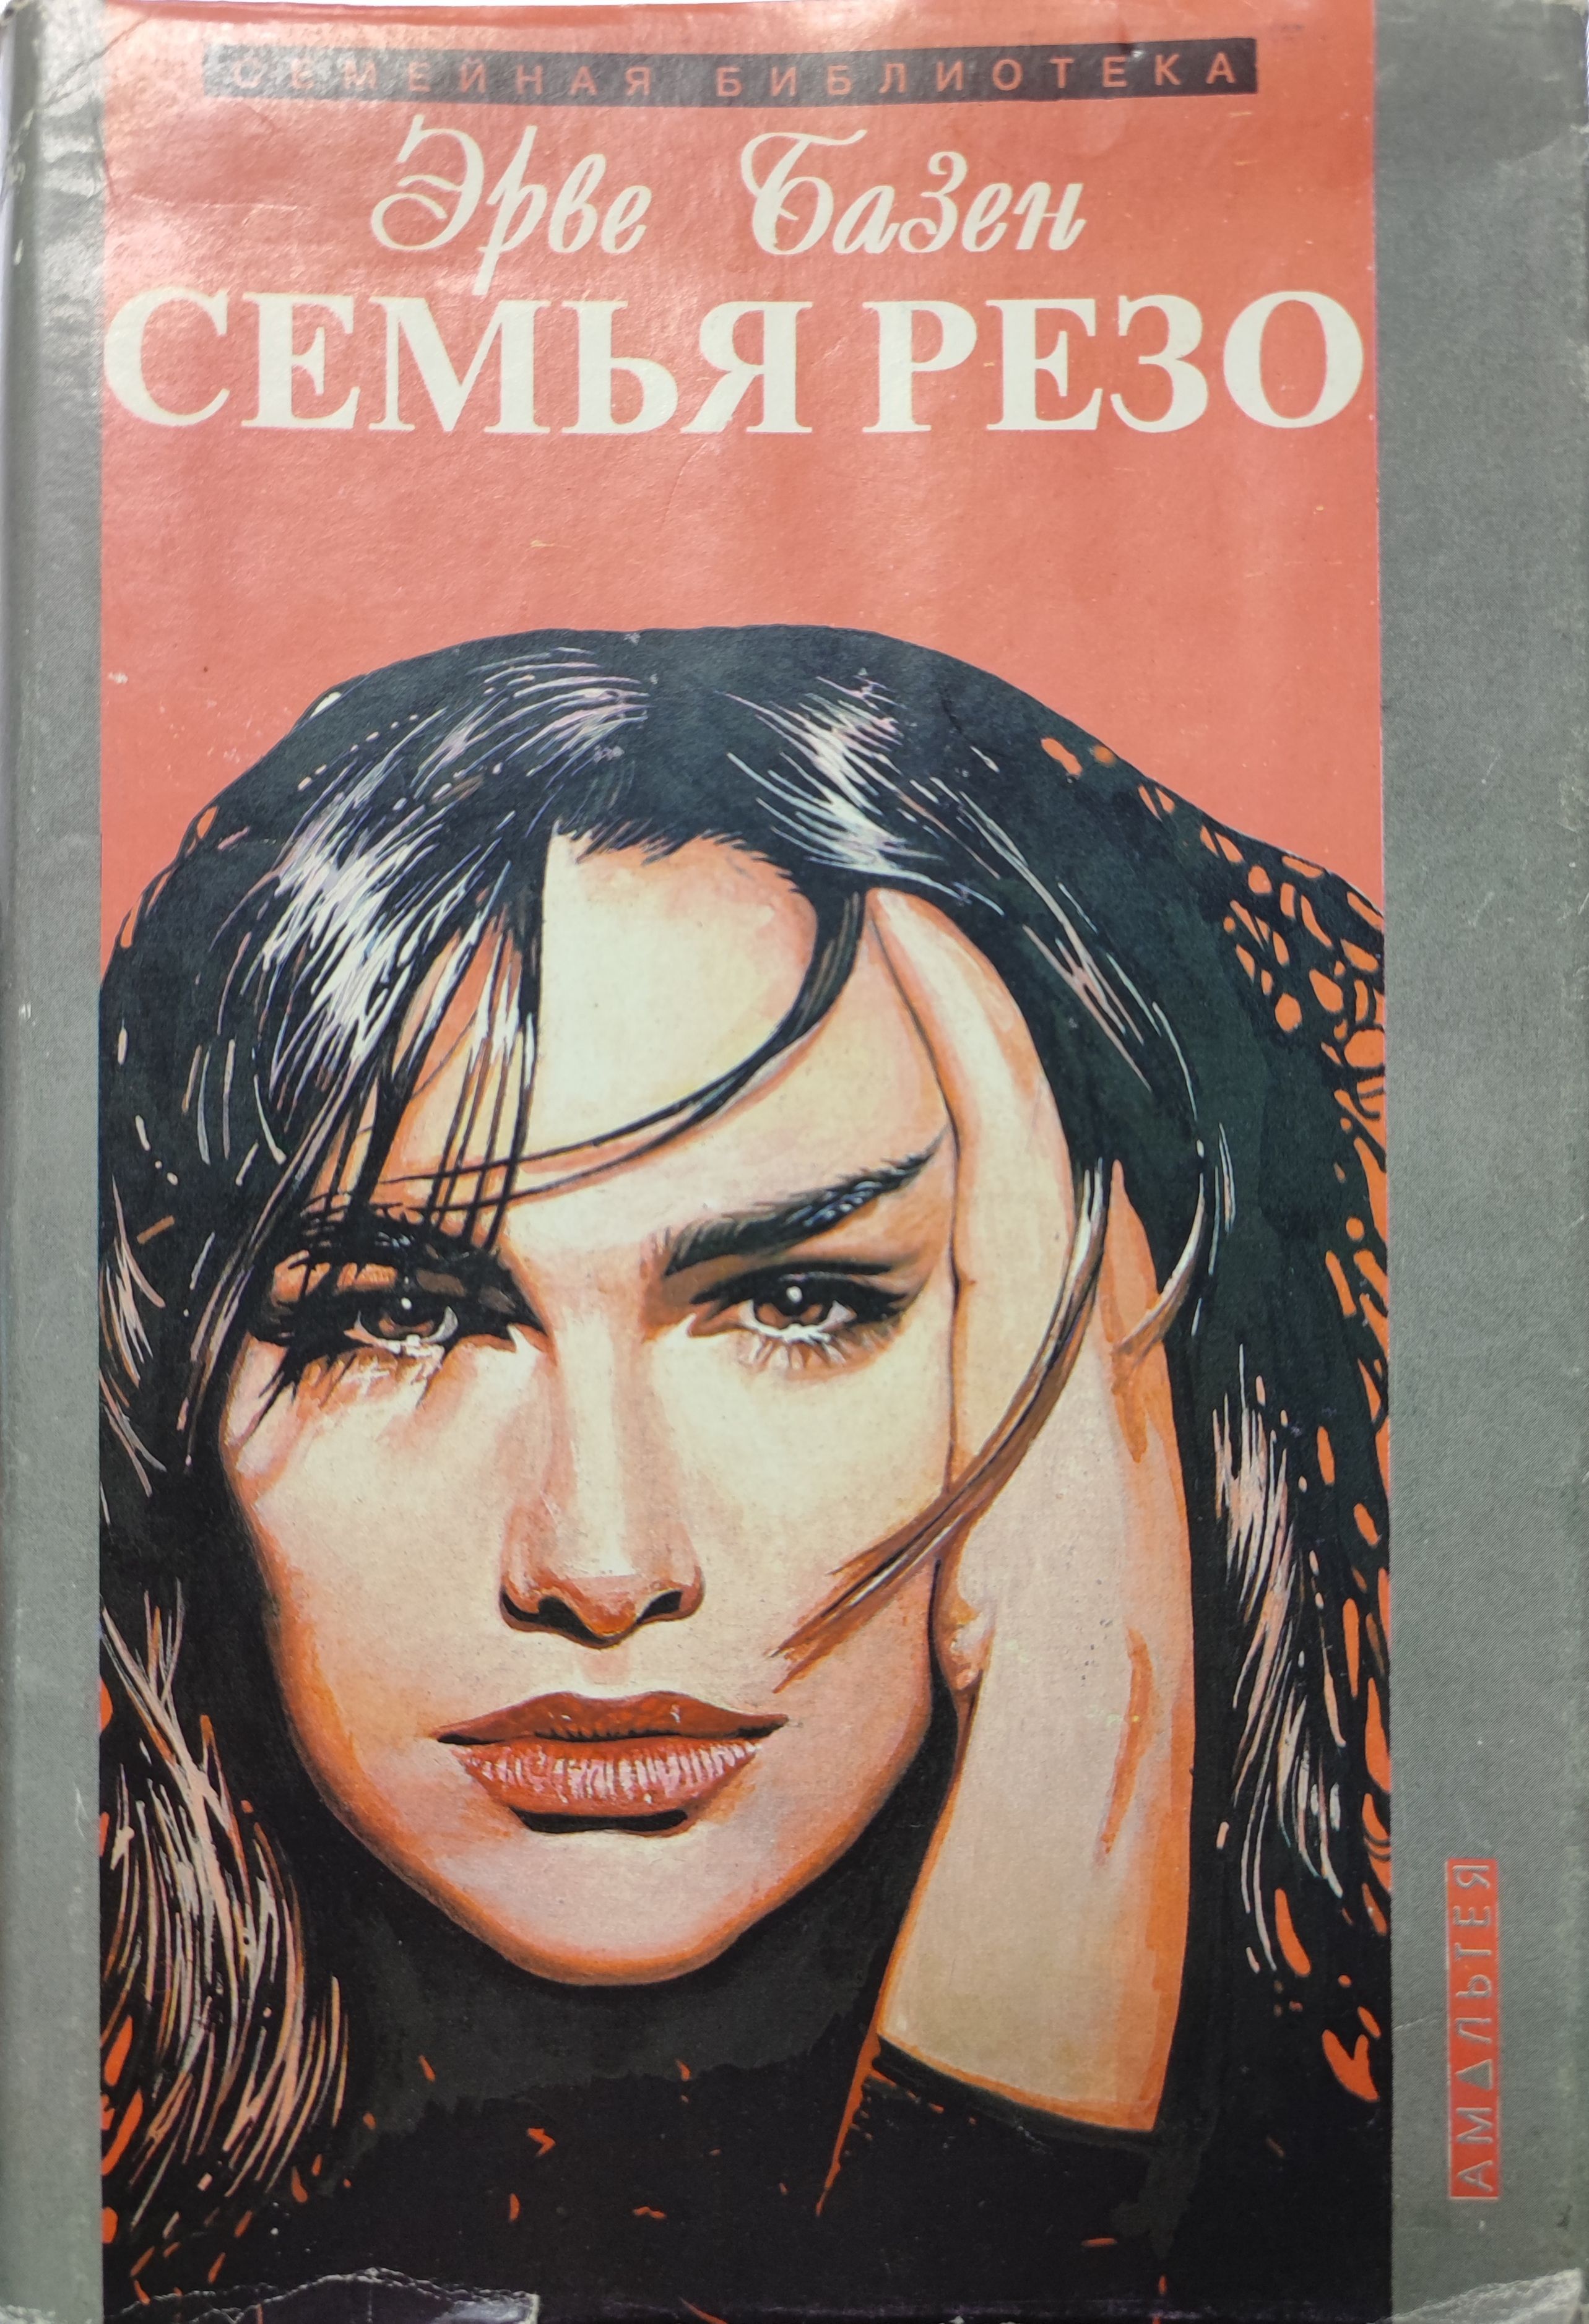 СЕМЕЙНАЯ БИБЛИОТЕКА
Эрве Базен
СЕМЬЯ РЕЗО
АМАЛЬТЕЯ